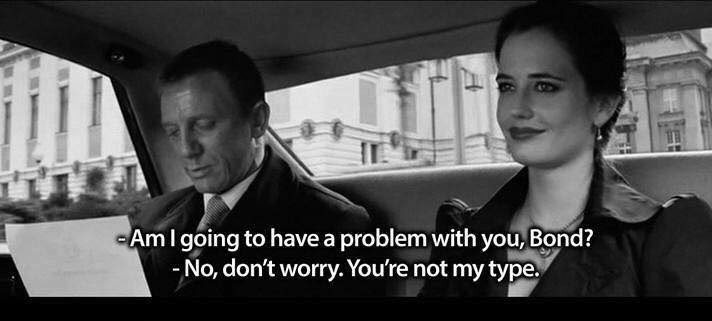 - Am I going to have a problem with you, Bond?
- No, don't worry. You're not my type.